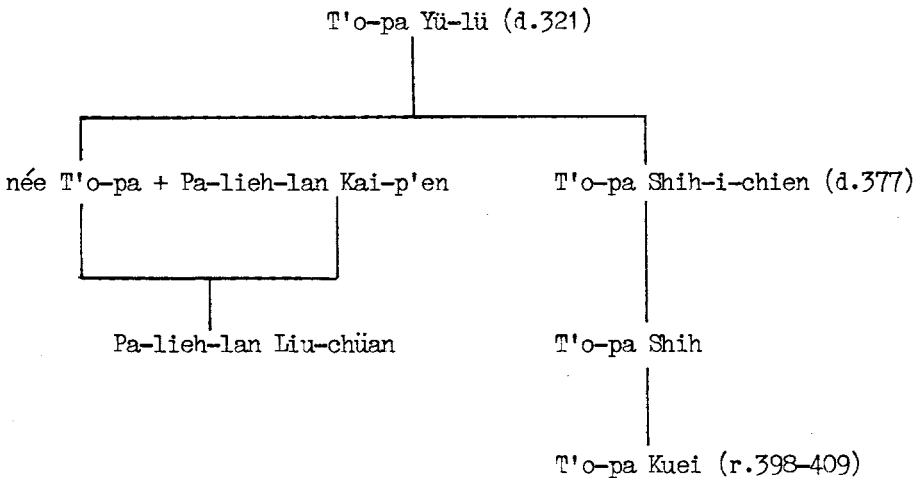 T'o-pa Yü-lü (d.321)
née T'o-pa + Pa-lieh-lan Kai-p'en
T'o-pa Shih-i-chien (d.377)
Pa-lieh-lan Liu-chüan
T'o-pa Shih
T'o-pa Kuei (r.398-409)